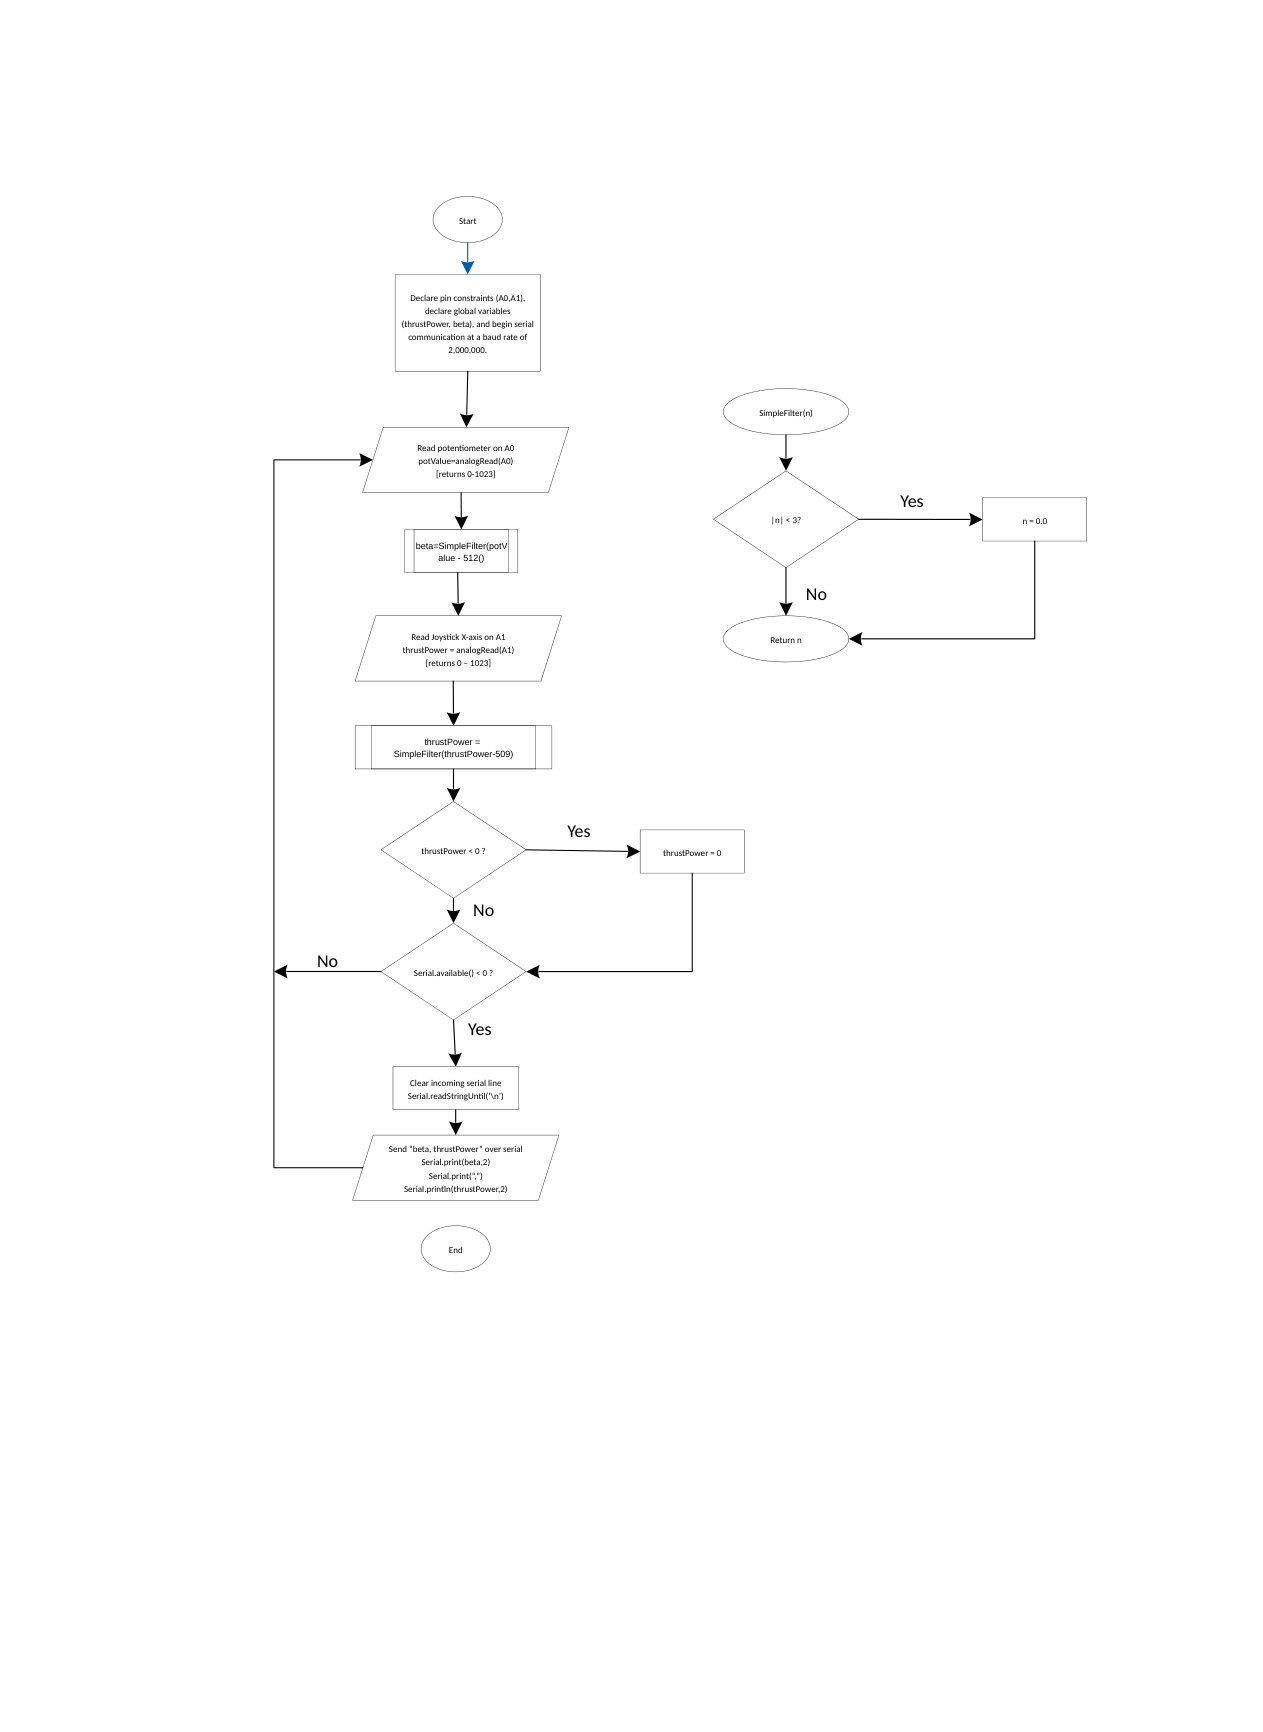 Start
Declare pin constraints (A0,A1),
declare global variables
(thrustPower, beta), and begin serial
communication at a baud rate of
2,000,000.
Read potentiometer on A0
potValue=analogRead(A0)
[returns 0-1023]
beta=SimpleFilter(potV
alue - 512()
Read Joystick X-axis on A1
thrustPower = analogRead(A1)
[returns 0 – 1023]
thrustPower =
SimpleFilter(thrustPower-509)
thrustPower < 0 ?
Yes
thrustPower = 0
No
Serial.available() < 0 ?
No
Yes
Clear incoming serial line
Serial.readStringUntil('\n')
Send “beta, thrustPower” over serial
Serial.print(beta,2)
Serial.print(“,”)
Serial.println(thrustPower,2)
End
SimpleFilter(n)
|n| < 3?
Yes
n = 0.0
No
Return n